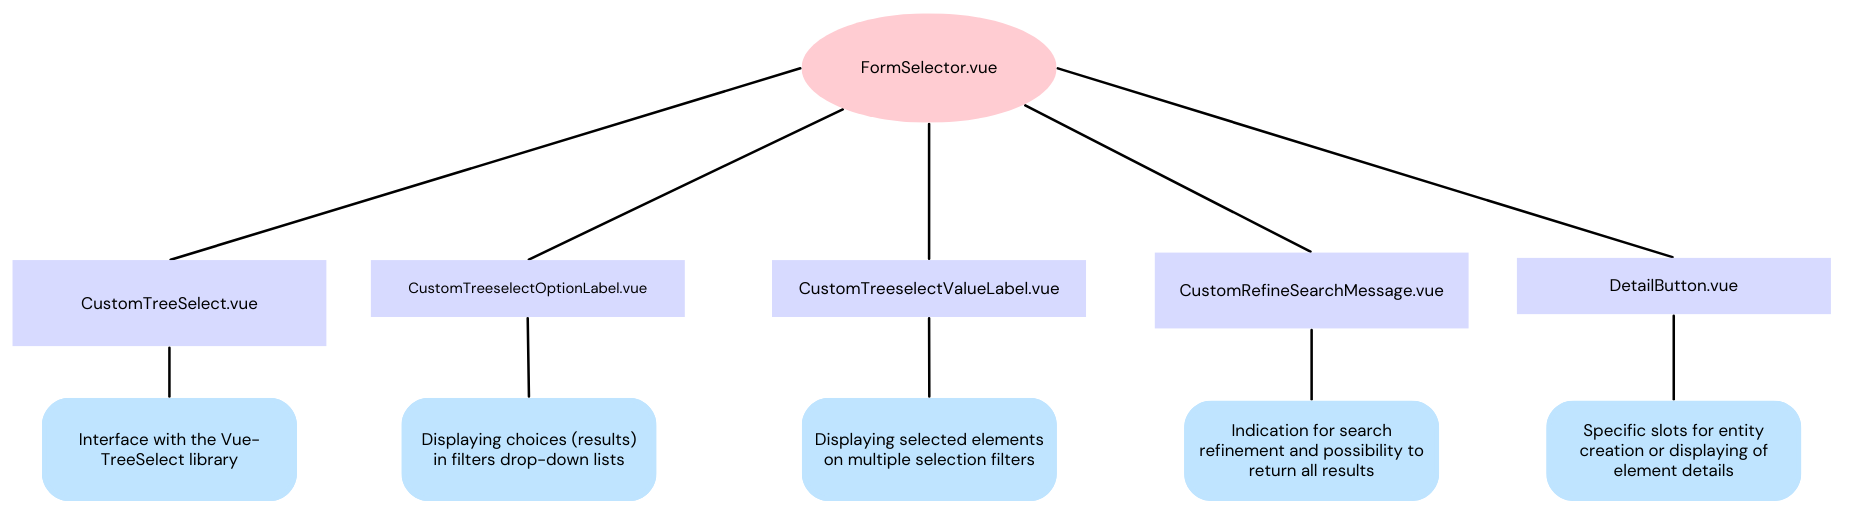 FormSelector.vue
CustomTreeSelect.vue
CustomTreeselectOptionLabel.vue
CustomTreeselectValueLabel.vue
CustomRefineSearchMessage.vue
DetailButton.vue
Interface with the Vue-
TreeSelect library
Displaying choices (results)
in filters drop-down lists
Displaying selected elements
on multiple selection filters
Indication for search
refinement and possibility to
return all results
Specific slots for entity
creation or displaying of
element details